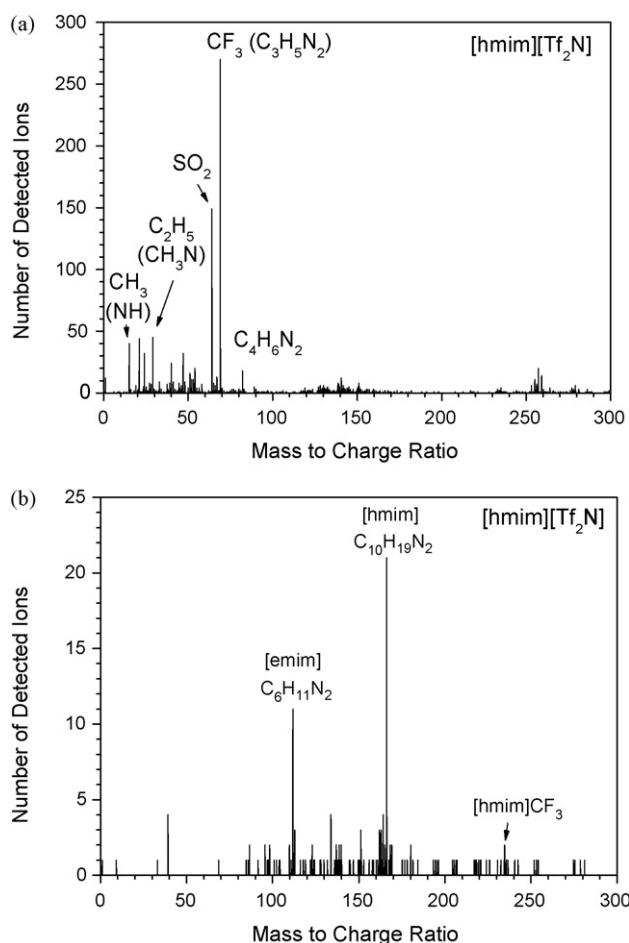 (a)
300
250
200
150
100
50
0
Number of Detected Ions
CF₃ (C₃H₅N₂)
[hmim][Tf₂N]
SO₂
C₂H₅
(CH₃N)
CH₃
(NH)
C₄H₆N₂
0 50 100 150 200 250 300
Mass to Charge Ratio
(b)
25
20
15
10
5
0
Number of Detected Ions
[hmim]
C₁₀H₁₉N₂
[hmim][Tf₂N]
[emim]
C₆H₁₁N₂
[hmim]CF₃
0 50 100 150 200 250 300
Mass to Charge Ratio